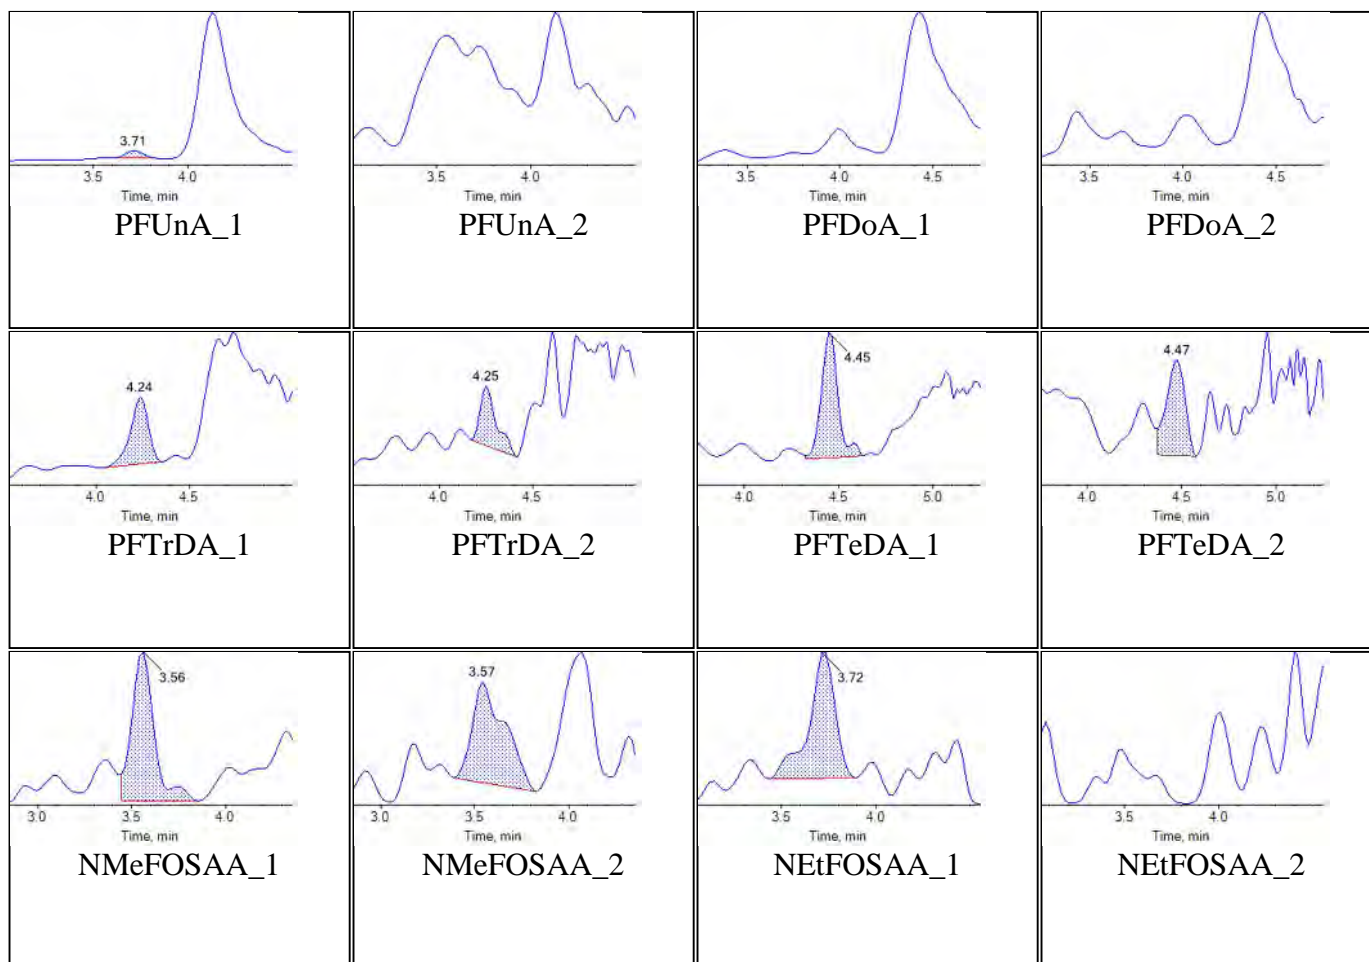 3.71
3.5 4.0
Time, min
PFUnA_1
3.5 4.0
Time, min
PFUnA_2
3.5 4.0 4.5
Time, min
PFDoA_1
3.5 4.0 4.5
Time, min
PFDoA_2
4.24
4.0 4.5
Time, min
PFTrDA_1
4.25
4.0 4.5
Time, min
PFTrDA_2
4.45
4.0 4.5 5.0
Time, min
PFTeDA_1
4.47
4.0 4.5 5.0
Time, min
PFTeDA_2
3.56
3.0 3.5 4.0
Time, min
NMeFOSAA_1
3.57
3.0 3.5 4.0
Time, min
NMeFOSAA_2
3.72
3.5 4.0
Time, min
NEtFOSAA_1
3.5 4.0
Time, min
NEtFOSAA_2